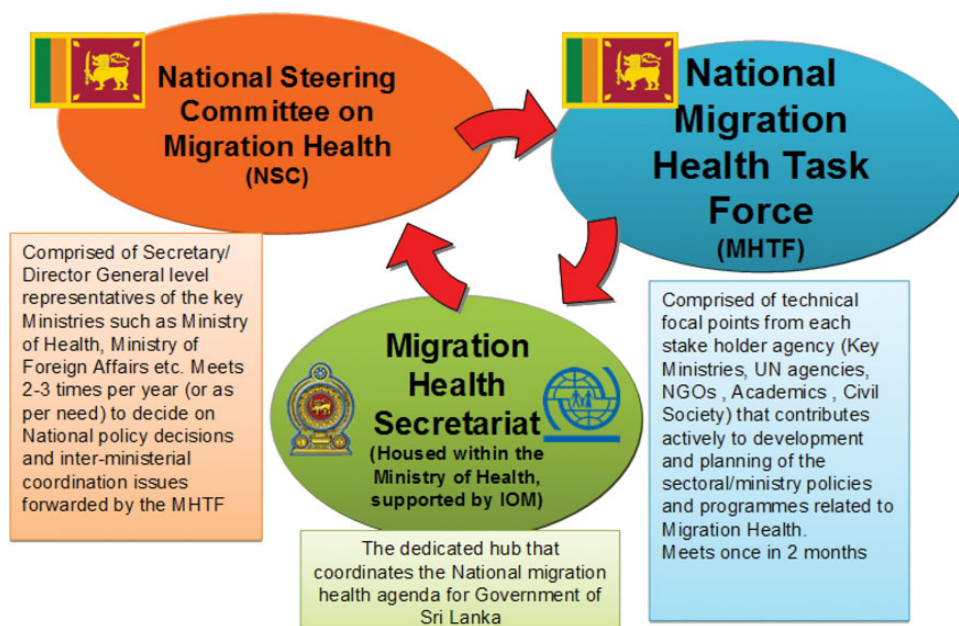 National Steering
Committee on
Migration Health
(NSC)
National
Migration
Health Task
Force
(MHTF)
Comprised of Secretary/
Director General level
representatives of the key
Ministries such as Ministry
of Health, Ministry of
Foreign Affairs etc. Meets
2-3 times per year (or as
per need) to decide on
National policy decisions
and inter-ministerial
coordination issues
forwarded by the MHTF
Migration
Health
Secretariat
(Housed within the
Ministry of Health,
supported by IOM)
Comprised of technical
focal points from each
stake holder agency (Key
Ministries, UN agencies,
NGOs , Academics , Civil
Society) that contributes
actively to development
and planning of the
sectoral/ministry policies
and programmes related to
Migration Health.
Meets once in 2 months
The dedicated hub that
coordinates the National migration
health agenda for Government of
Sri Lanka